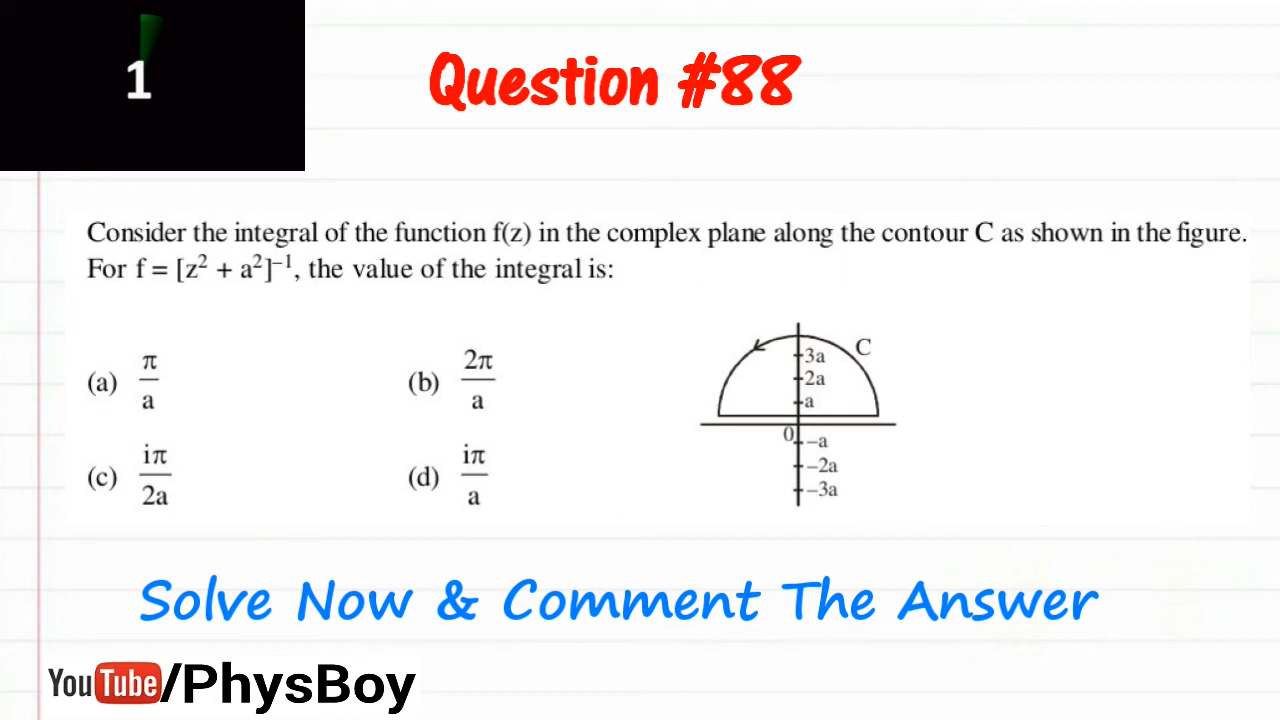 1
Question #88
Consider the integral of the function f(z) in the complex plane along the contour C as shown in the figure.
For f = [z² + a²]⁻¹, the value of the integral is:
(a) π/a
(b) 2π/a
(c) iπ/2a
(d) iπ/a
C
3a
2a
a
0
–a
–2a
–3a
Solve Now & Comment The Answer
YouTube/PhysBoy